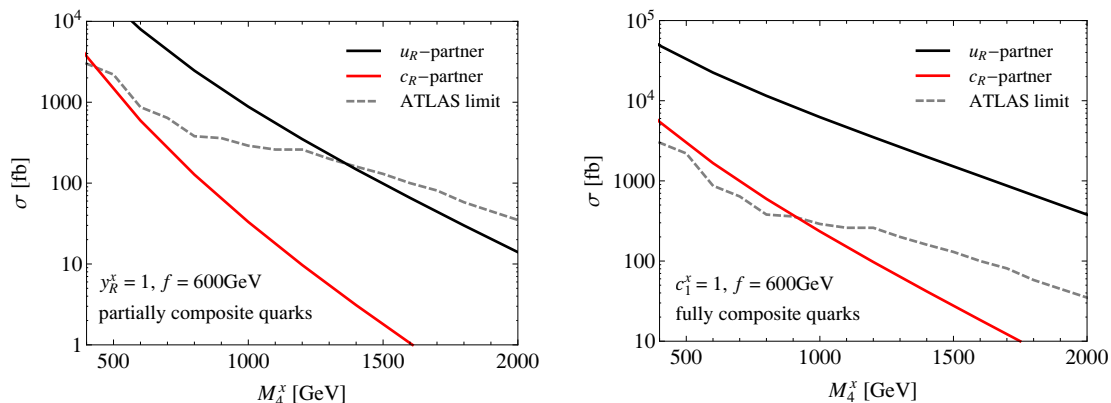 10^4
1000
100
10
1
σ [fb]
u_R−partner
c_R−partner
ATLAS limit
y_R^x = 1, f = 600GeV
partially composite quarks
500 1000 1500 2000
M_4^x [GeV]
10^5
10^4
1000
100
10
σ [fb]
u_R−partner
c_R−partner
ATLAS limit
c_1^x = 1, f = 600GeV
fully composite quarks
500 1000 1500 2000
M_4^x [GeV]